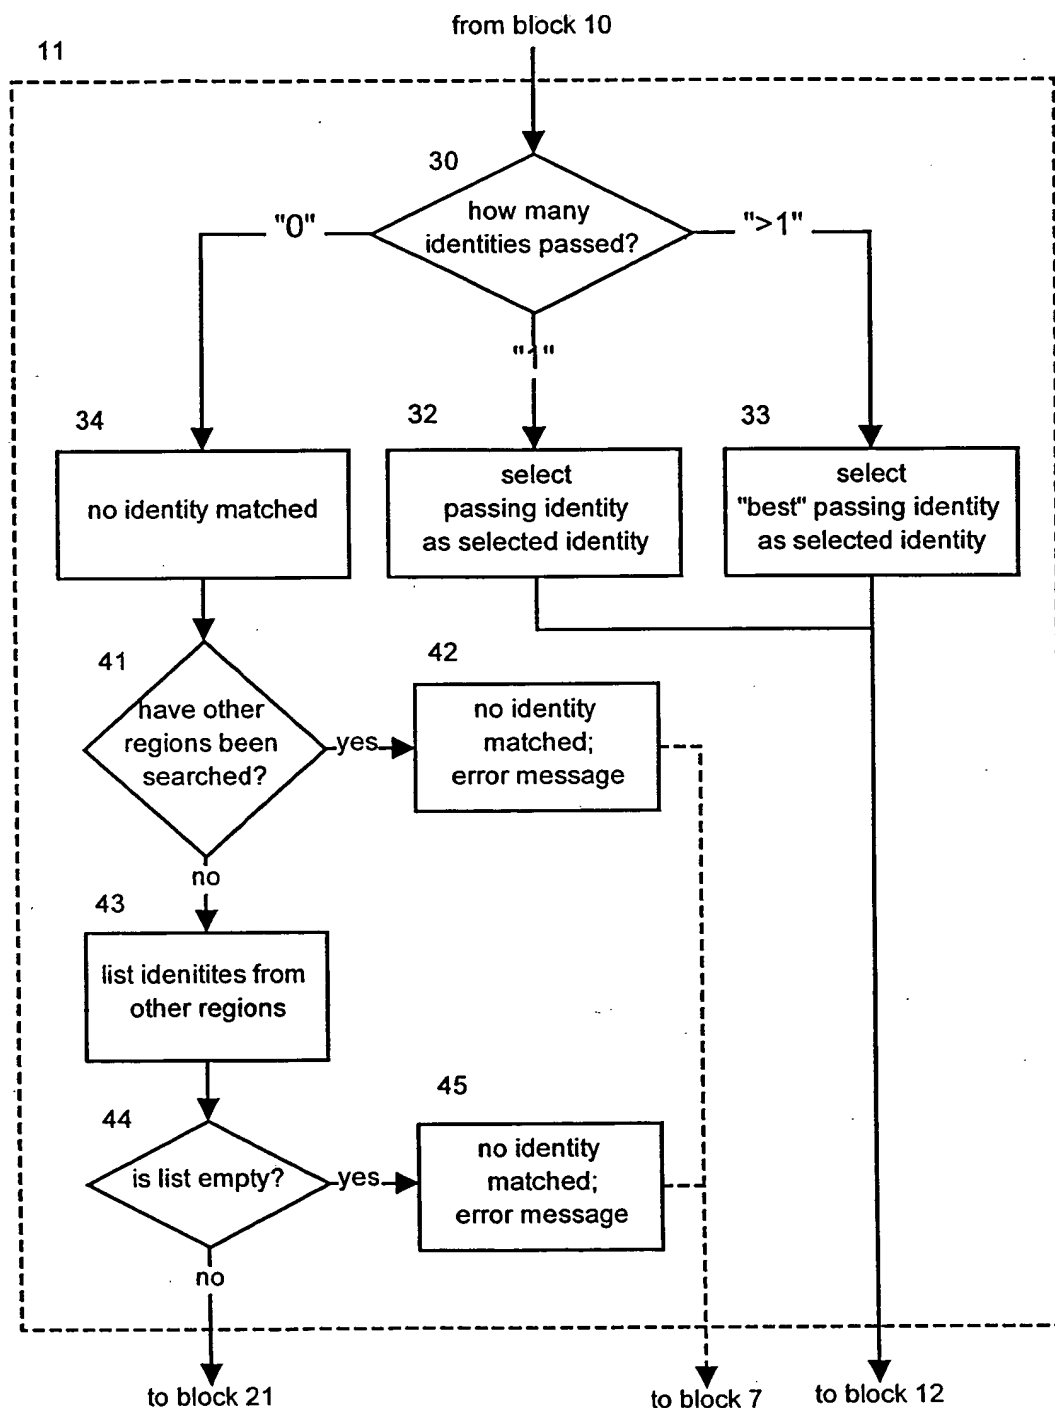 from block 10
11
30
how many
identities passed?
"0"
">1"
"1"
34
32
33
no identity matched
select
passing identity
as selected identity
select
"best" passing identity
as selected identity
41
42
have other
regions been
searched?
yes
no identity
matched;
error message
no
43
list idenitites from
other regions
44
45
is list empty?
yes
no identity
matched;
error message
no
to block 21
to block 7
to block 12